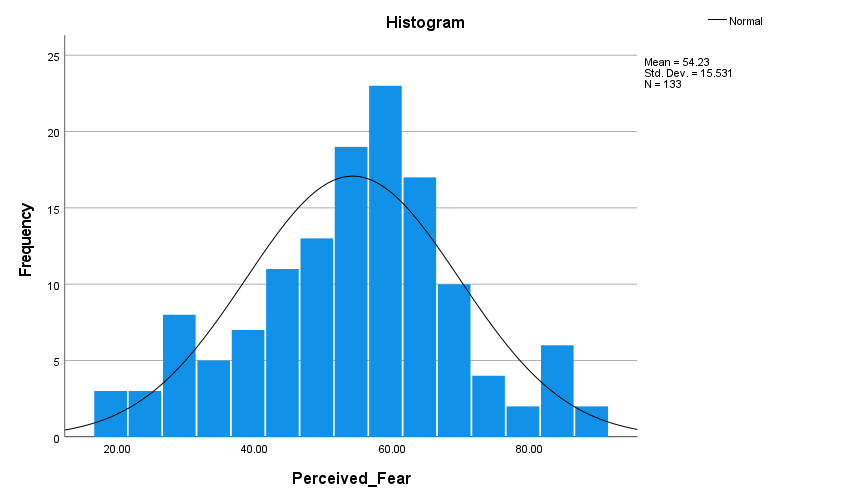 Histogram
Normal
Mean = 54.23
Std. Dev. = 15.531
N = 133
25
20
15
10
5
0
Frequency
20.00 40.00 60.00 80.00
Perceived_Fear